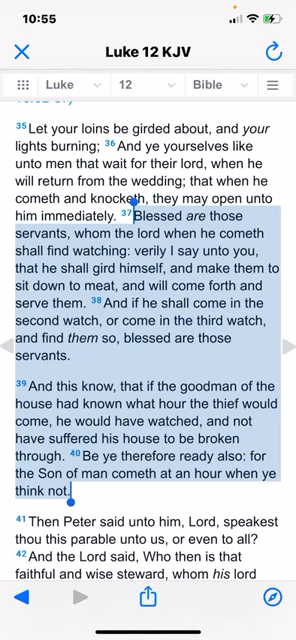 10:55
Luke 12 KJV
Luke 12 Bible
35 Let your loins be girded about, and your
lights burning; 36 And ye yourselves like
unto men that wait for their lord, when he
will return from the wedding; that when he
cometh and knocketh, they may open unto
him immediately. 37 Blessed are those
servants, whom the lord when he cometh
shall find watching: verily I say unto you,
that he shall gird himself, and make them to
sit down to meat, and will come forth and
serve them. 38 And if he shall come in the
second watch, or come in the third watch,
and find them so, blessed are those
servants.
39 And this know, that if the goodman of the
house had known what hour the thief would
come, he would have watched, and not
have suffered his house to be broken
through. 40 Be ye therefore ready also: for
the Son of man cometh at an hour when ye
think not.
41 Then Peter said unto him, Lord, speakest
thou this parable unto us, or even to all?
42 And the Lord said, Who then is that
faithful and wise steward, whom his lord